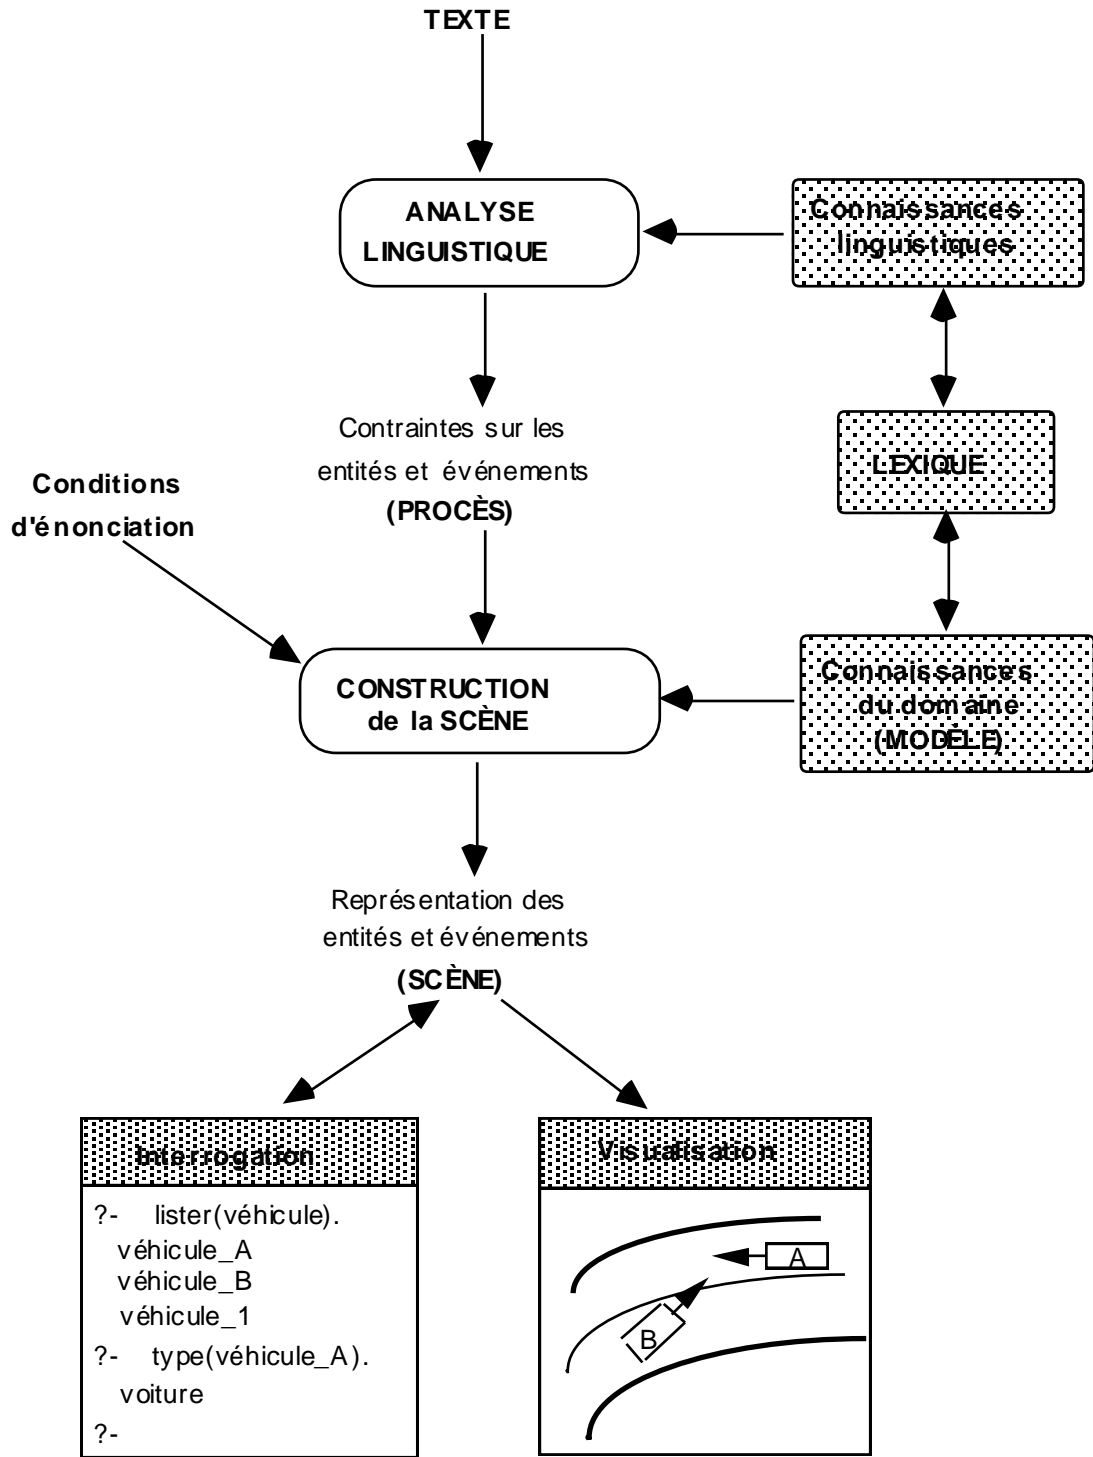 TEXTE
ANALYSE
LINGUISTIQUE
Connaissances
linguistiques
Contraintes sur les
entités et événements
(PROCÈS)
LEXIQUE
Conditions
d'énonciation
CONSTRUCTION
de la SCÈNE
Connaissances
du domaine
(MODÈLE)
Représentation des
entités et événements
(SCÈNE)
Interrogation
?- lister(véhicule).
véhicule_A
véhicule_B
véhicule_1
?- type(véhicule_A).
voiture
?-
Visualisation
A
B